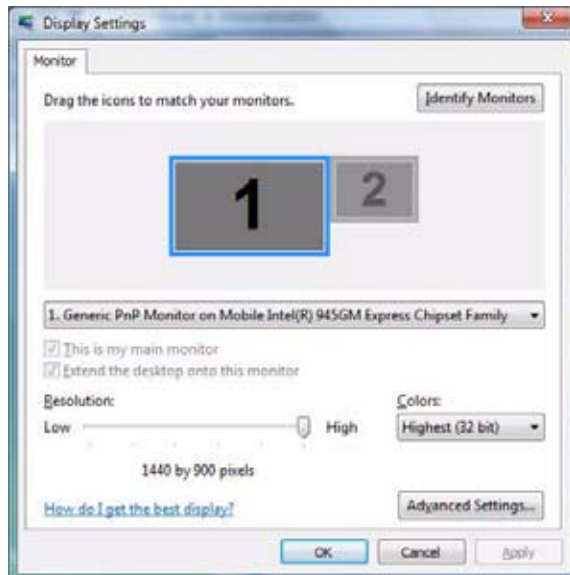 Display Settings
Monitor
Drag the icons to match your monitors.
Identify Monitors
1
2
1. Generic PnP Monitor on Mobile Intel(R) 945GM Express Chipset Family
This is my main monitor
Extend the desktop onto this monitor
Resolution:
Colors:
Low
High
Highest (32 bit)
1440 by 900 pixels
How do I get the best display?
Advanced Settings...
OK
Cancel
Apply